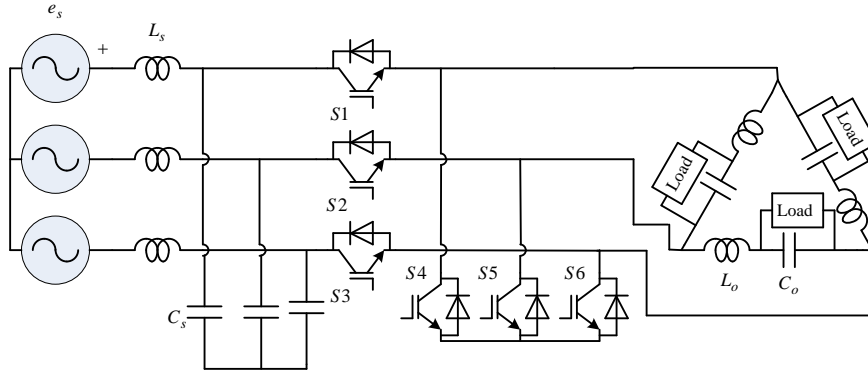 e_s
+
L_s
S1
S2
S3
C_s
S4
S5
S6
Load
Load
Load
L_o
C_o